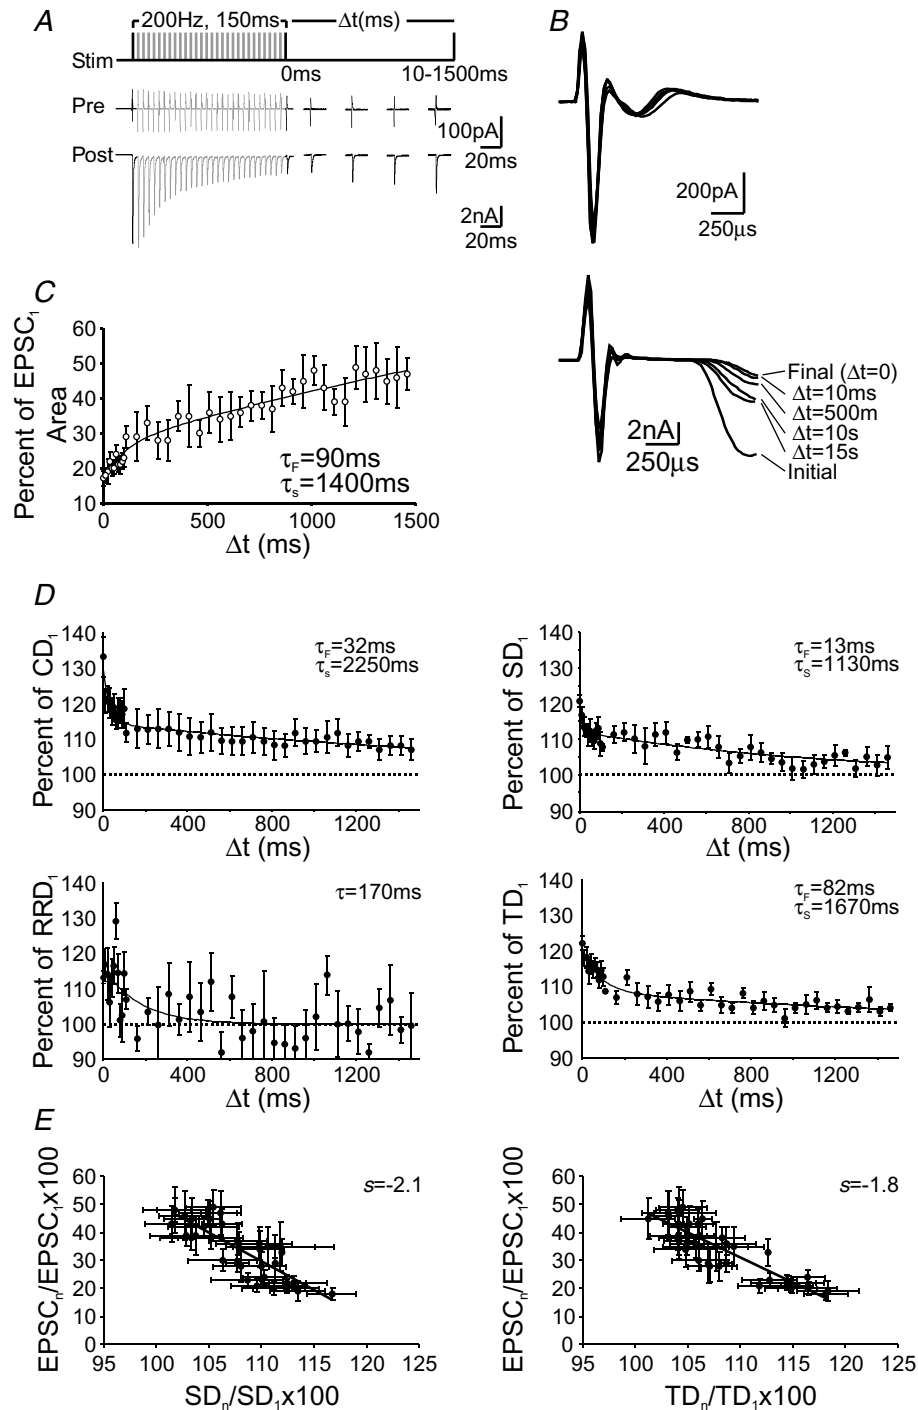 A
200Hz, 150ms
Δt(ms)
Stim
0ms
10-1500ms
Pre
100pA
20ms
Post
2nA
20ms
B
200pA
250μs
Final (Δt=0)
Δt=10ms
Δt=500m
Δt=10s
Δt=15s
Initial
2nA
250μs
C
Percent of EPSC₁
Area
60
50
40
30
20
10
τF=90ms
τs=1400ms
0 500 1000 1500
Δt (ms)
D
Percent of CD₁
140
130
120
110
100
90
τF=32ms
τs=2250ms
0 400 800 1200
Δt (ms)
Percent of SD₁
140
130
120
110
100
90
τF=13ms
τs=1130ms
0 400 800 1200
Δt (ms)
Percent of RRD₁
140
130
120
110
100
90
τ=170ms
0 400 800 1200
Δt (ms)
Percent of TD₁
140
130
120
110
100
90
τF=82ms
τS=1670ms
0 400 800 1200
Δt (ms)
E
EPSCₙ/EPSC₁x100
60
50
40
30
20
10
0
s=-2.1
95 100 105 110 115 120 125
SDₙ/SD₁x100
EPSCₙ/EPSC₁x100
60
50
40
30
20
10
0
s=-1.8
95 100 105 110 115 120 125
TDₙ/TD₁x100